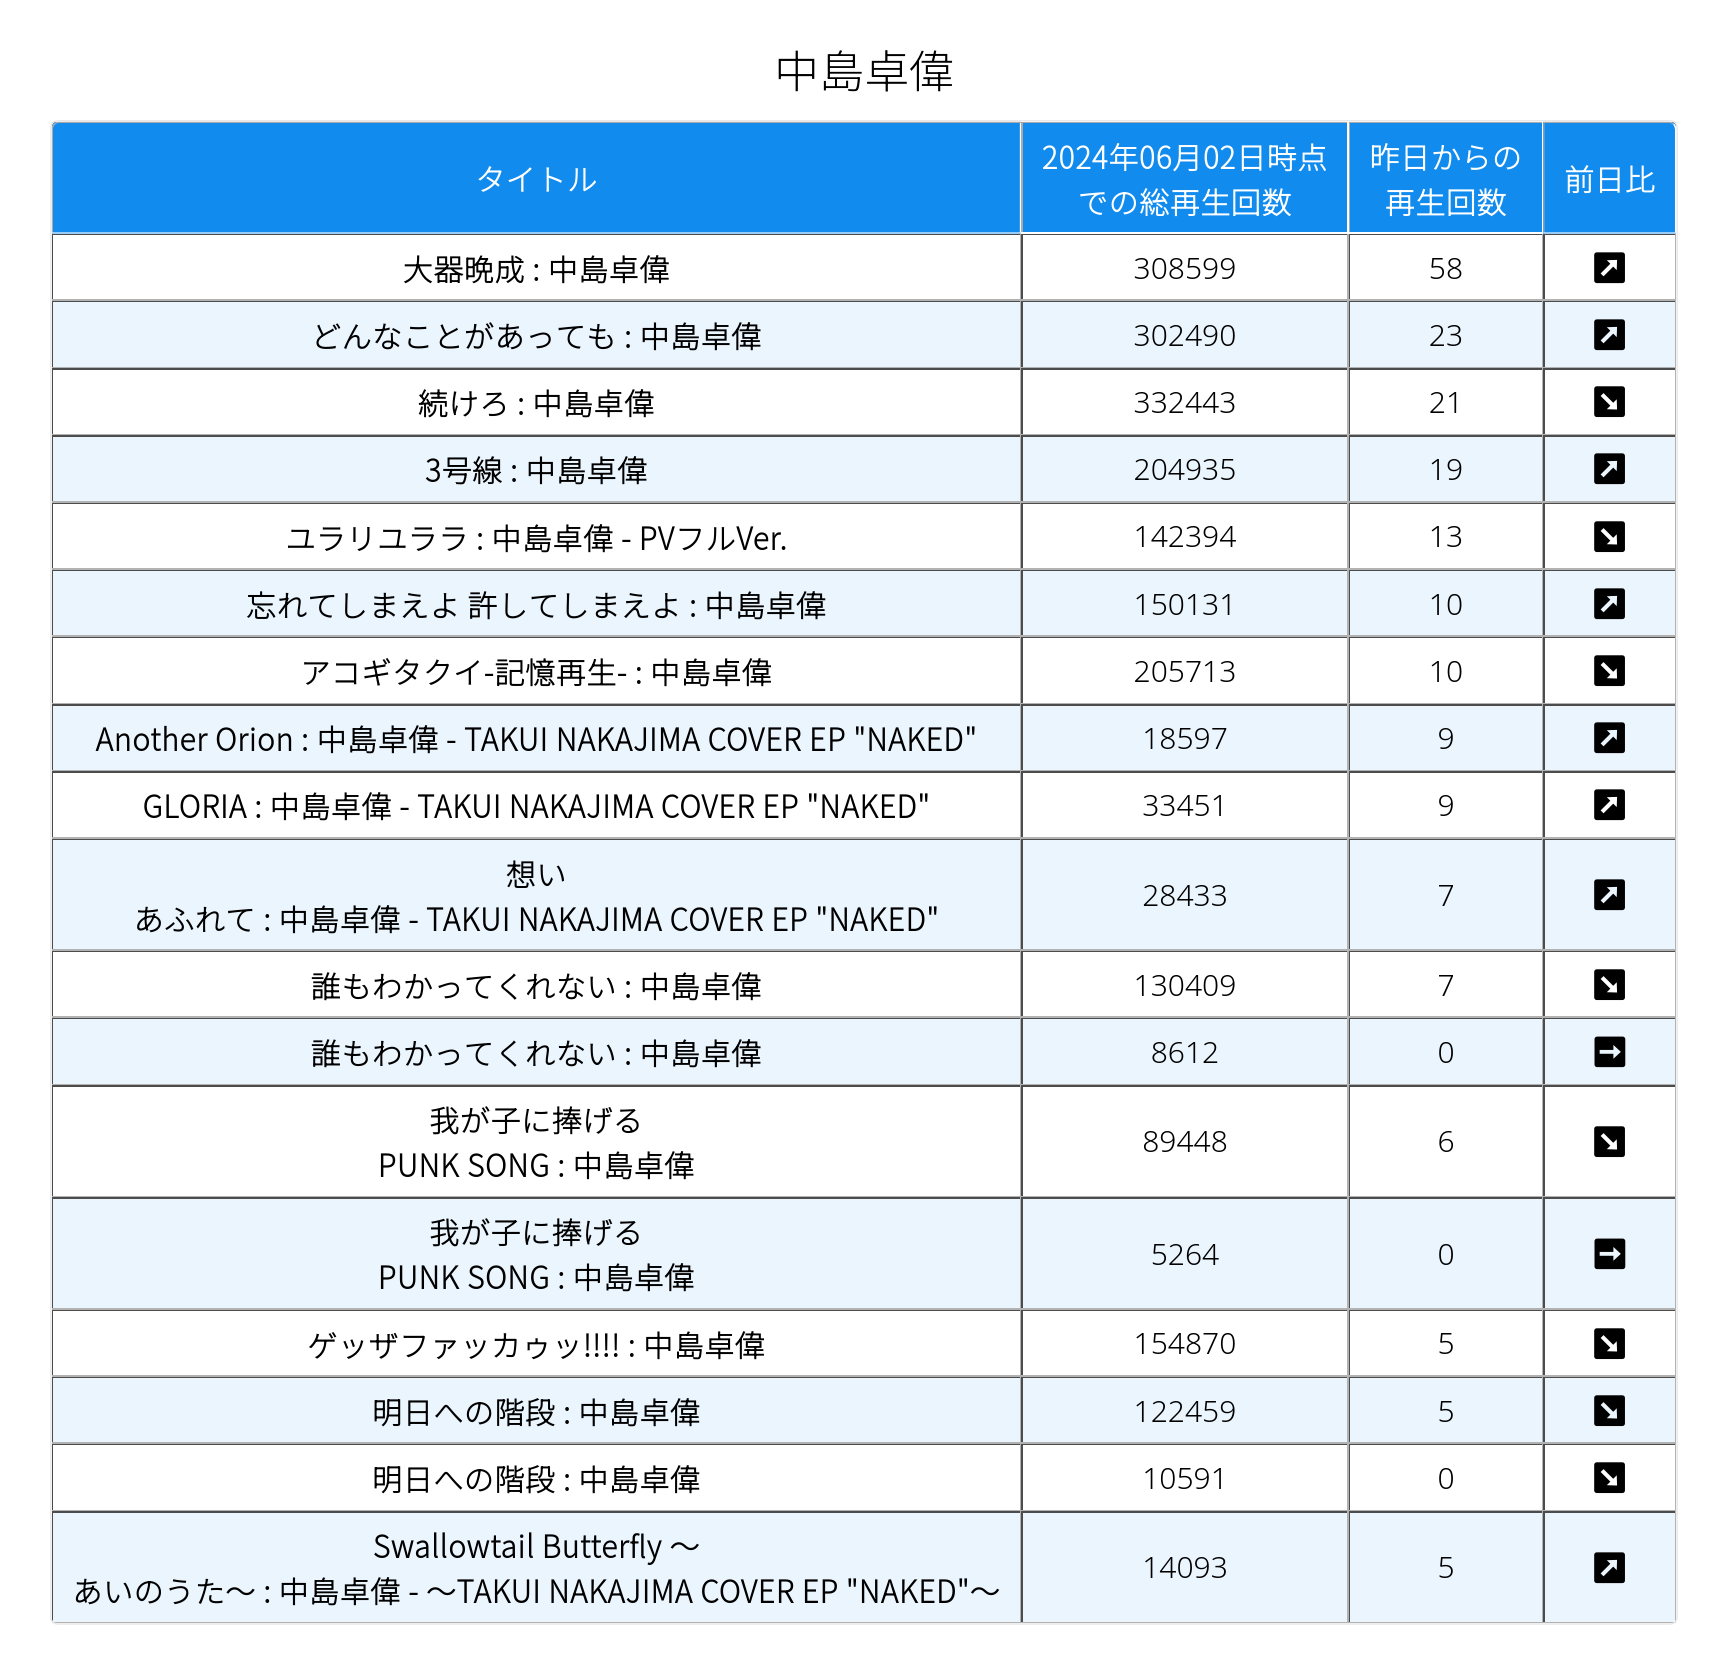 中島卓偉
タイトル
2024年06月02日時点
での総再生回数
昨日からの
再生回数
前日比
大器晩成 : 中島卓偉
308599
58
どんなことがあっても : 中島卓偉
302490
23
続けろ : 中島卓偉
332443
21
3号線 : 中島卓偉
204935
19
ユラリユララ : 中島卓偉 - PVフルVer.
142394
13
忘れてしまえよ 許してしまえよ : 中島卓偉
150131
10
アコギタクイ-記憶再生- : 中島卓偉
205713
10
Another Orion : 中島卓偉 - TAKUI NAKAJIMA COVER EP "NAKED"
18597
9
GLORIA : 中島卓偉 - TAKUI NAKAJIMA COVER EP "NAKED"
33451
9
想い
あふれて : 中島卓偉 - TAKUI NAKAJIMA COVER EP "NAKED"
28433
7
誰もわかってくれない : 中島卓偉
130409
7
誰もわかってくれない : 中島卓偉
8612
0
我が子に捧げる
PUNK SONG : 中島卓偉
89448
6
我が子に捧げる
PUNK SONG : 中島卓偉
5264
0
ゲッザファッカゥッ!!!! : 中島卓偉
154870
5
明日への階段 : 中島卓偉
122459
5
明日への階段 : 中島卓偉
10591
0
Swallowtail Butterfly ～
あいのうた～ : 中島卓偉 - ～TAKUI NAKAJIMA COVER EP "NAKED"～
14093
5